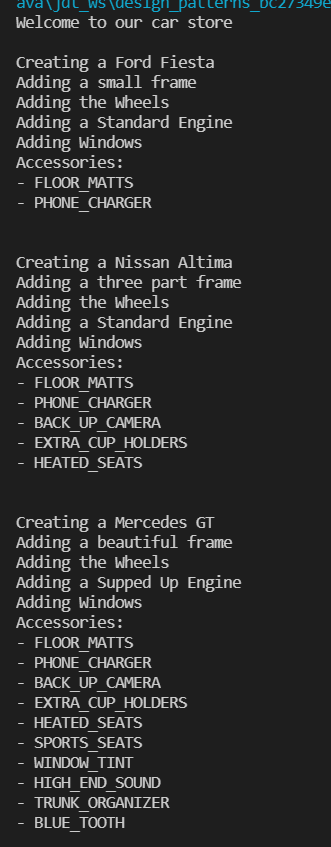 ava\jdt_ws\design_patterns_bc27349e
Welcome to our car store
Creating a Ford Fiesta
Adding a small frame
Adding the Wheels
Adding a Standard Engine
Adding Windows
Accessories:
- FLOOR_MATTS
- PHONE_CHARGER
Creating a Nissan Altima
Adding a three part frame
Adding the Wheels
Adding a Standard Engine
Adding Windows
Accessories:
- FLOOR_MATTS
- PHONE_CHARGER
- BACK_UP_CAMERA
- EXTRA_CUP_HOLDERS
- HEATED_SEATS
Creating a Mercedes GT
Adding a beautiful frame
Adding the Wheels
Adding a Supped Up Engine
Adding Windows
Accessories:
- FLOOR_MATTS
- PHONE_CHARGER
- BACK_UP_CAMERA
- EXTRA_CUP_HOLDERS
- HEATED_SEATS
- SPORTS_SEATS
- WINDOW_TINT
- HIGH_END_SOUND
- TRUNK_ORGANIZER
- BLUE_TOOTH